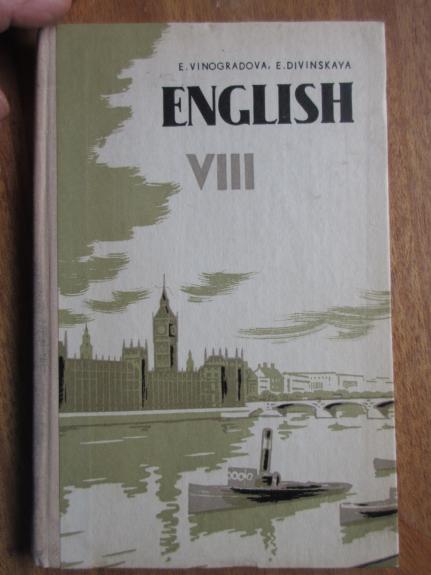 E. VINOGRADOVA, E. DIVINSKAYA
ENGLISH
VIII